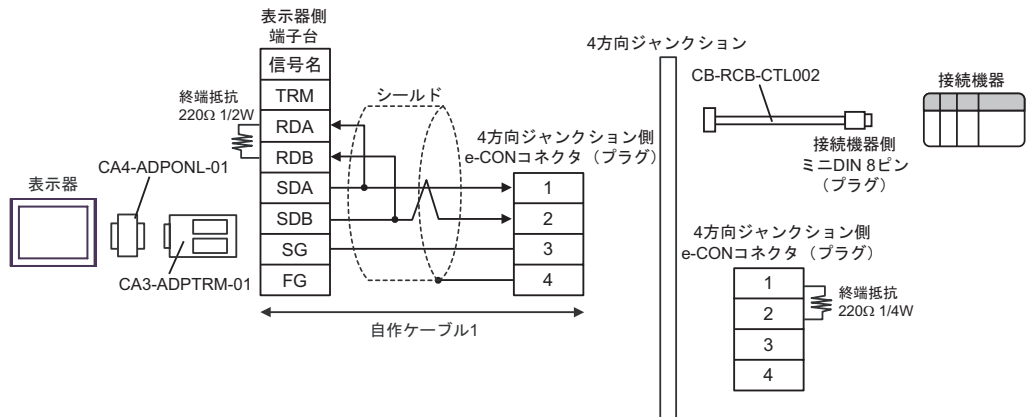 表示器側
端子台
信号名
TRM
RDA
RDB
SDA
SDB
SG
FG
終端抵抗
220Ω 1/2W
シールド
4方向ジャンクション側
e-CONコネクタ（プラグ）
1
2
3
4
表示器
CA4-ADPONL-01
CA3-ADPTRM-01
自作ケーブル1
4方向ジャンクション
CB-RCB-CTL002
接続機器
接続機器側
ミニDIN 8ピン
（プラグ）
4方向ジャンクション側
e-CONコネクタ（プラグ）
1
2
3
4
終端抵抗
220Ω 1/4W